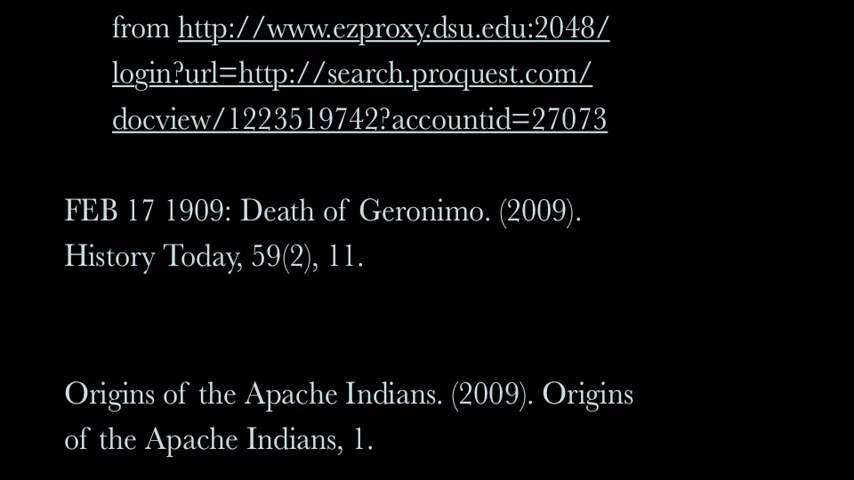 from http://www.ezproxy.dsu.edu:2048/
login?url=http://search.proquest.com/
docview/1223519742?accountid=27073
FEB 17 1909: Death of Geronimo. (2009).
History Today, 59(2), 11.
Origins of the Apache Indians. (2009). Origins
of the Apache Indians, 1.